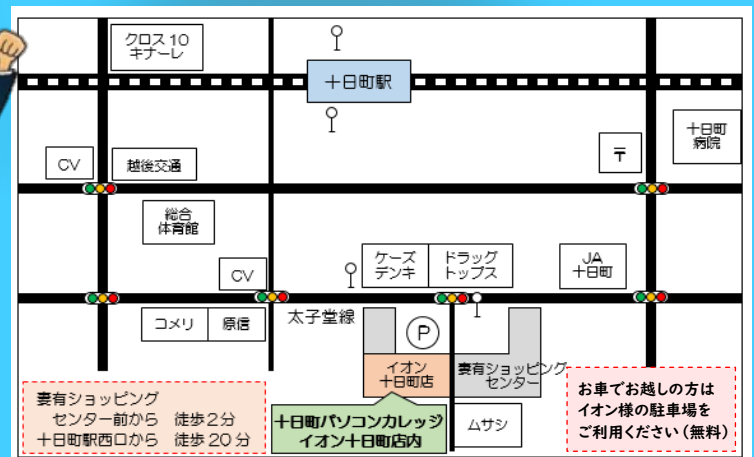 クロス10
キナーレ
十日町駅
十日町
病院
〒
CV
越後交通
総合
体育館
CV
ケーズ
デンキ
ドラッグ
トップス
JA
十日町
コメリ
原信
太子堂線
P
イオン
十日町店
妻有ショッピング
センター
妻有ショッピング
センター前から 徒歩2分
十日町駅西口から 徒歩20分
十日町パソコンカレッジ
イオン十日町店内
ムサシ
お車でお越しの方は
イオン様の駐車場を
ご利用ください(無料)